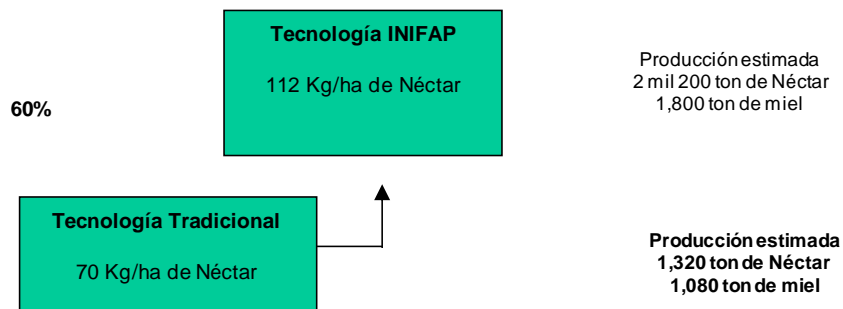 Tecnología INIFAP
112 Kg/ha de Néctar
Producción estimada
2 mil 200 ton de Néctar
1,800 ton de miel
60%
Tecnología Tradicional
70 Kg/ha de Néctar
Producción estimada
1,320 ton de Néctar
1,080 ton de miel